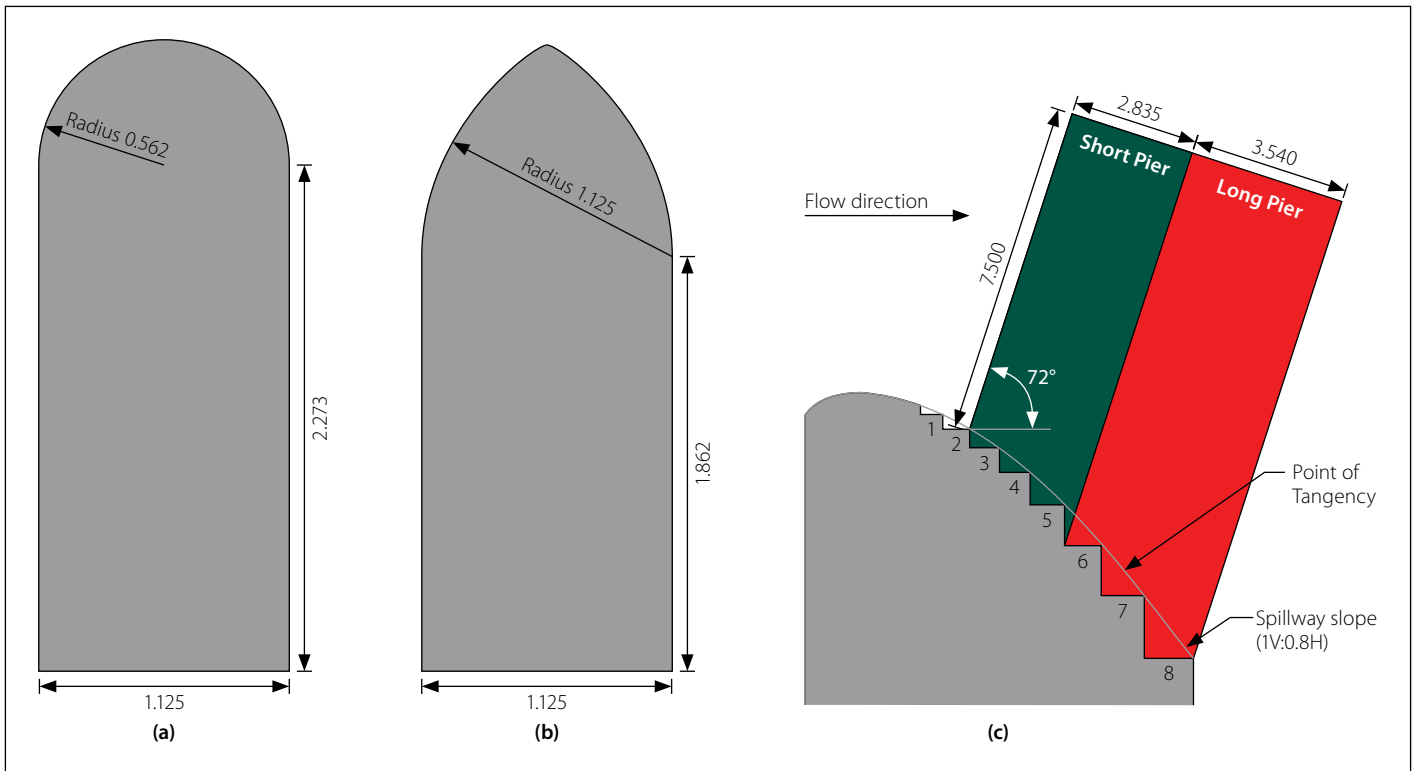 Radius 0.562
2.273
1.125
(a)
Radius 1.125
1.862
1.125
(b)
2.835
3.540
Short Pier
Long Pier
Flow direction
7.500
72°
1
2
3
4
5
6
7
8
Point of
Tangency
Spillway slope
(1V:0.8H)
(c)